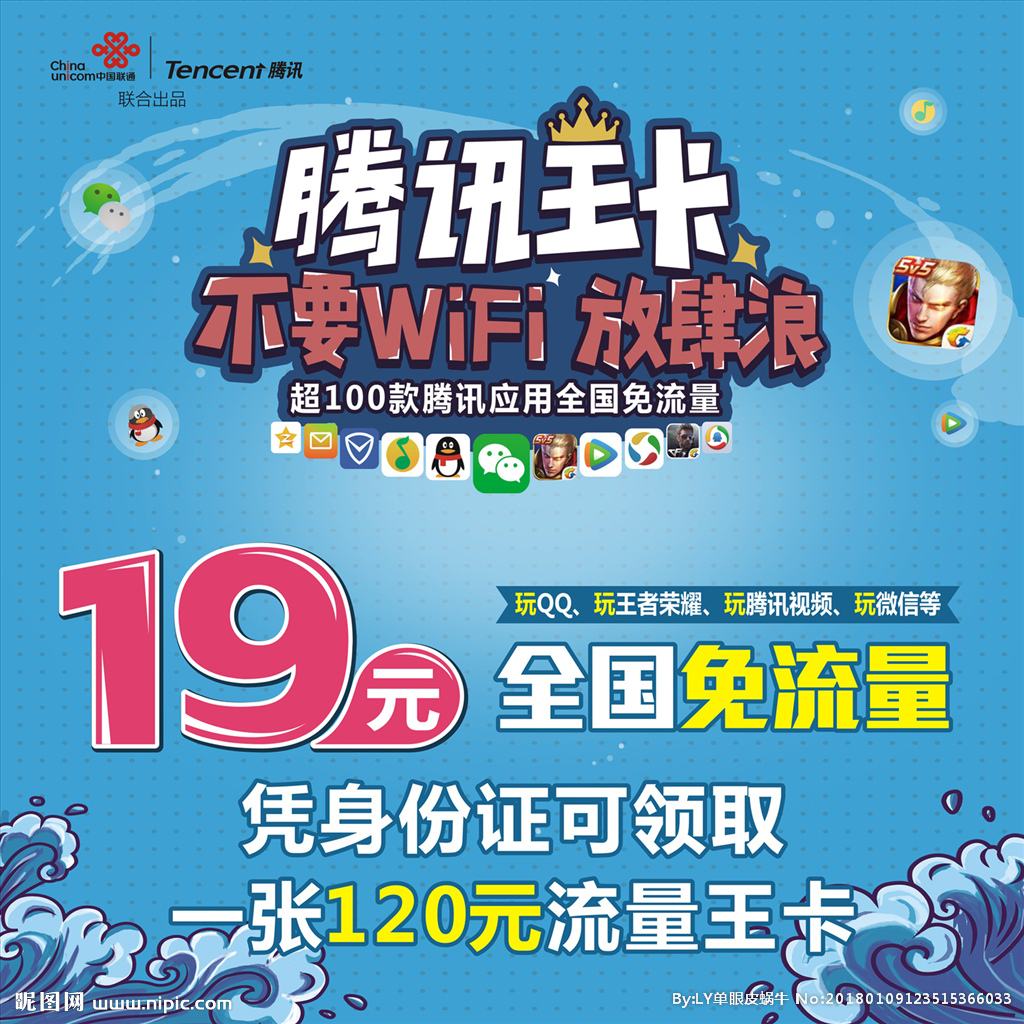 China unicom中国联通 Tencent腾讯
联合出品
腾讯王卡
不要WiFi 放肆浪
超100款腾讯应用全国免流量
19元
玩QQ、玩王者荣耀、玩腾讯视频、玩微信等
全国免流量
凭身份证可领取
一张120元流量王卡
昵图网 www.nipic.com
By:LY单眼皮蜗牛 No:20180109123515366033
5v5
5v5